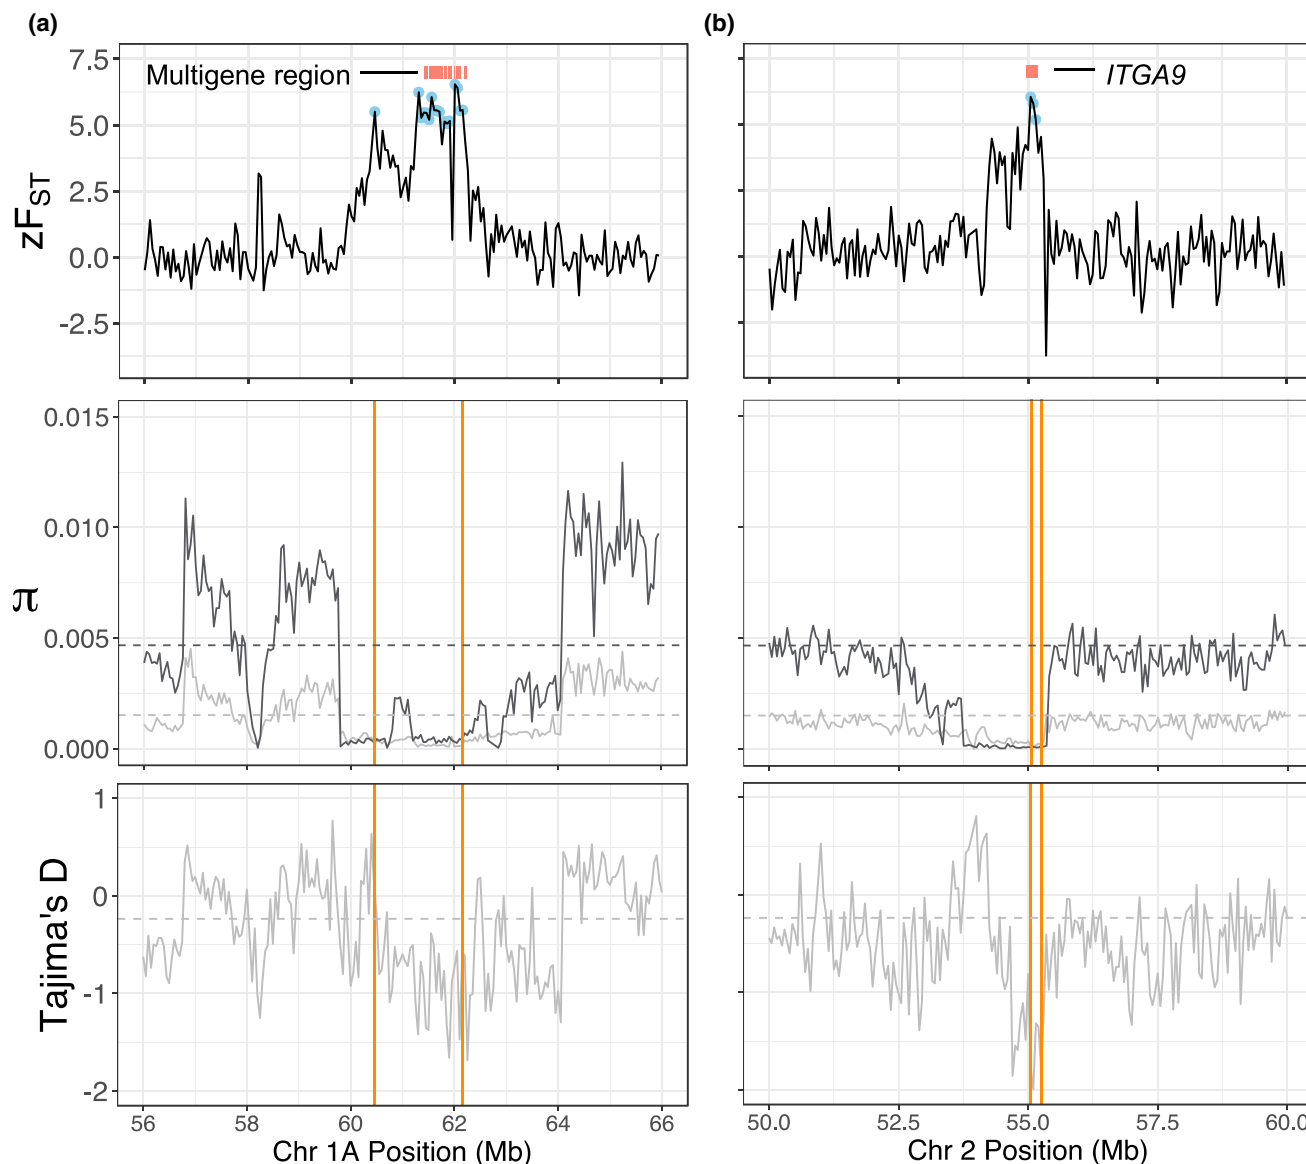 (a)
(b)
zFST
7.5
5.0
2.5
0.0
-2.5
Multigene region
ITGA9
π
0.015
0.010
0.005
0.000
Tajima's D
1
0
-1
-2
56 58 60 62 64 66
Chr 1A Position (Mb)
50.0 52.5 55.0 57.5 60.0
Chr 2 Position (Mb)